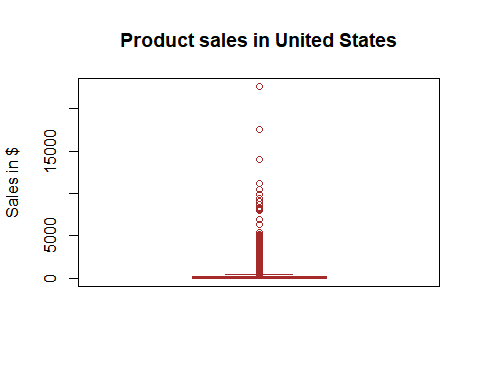 Product sales in United States
Sales in $
15000
5000
0